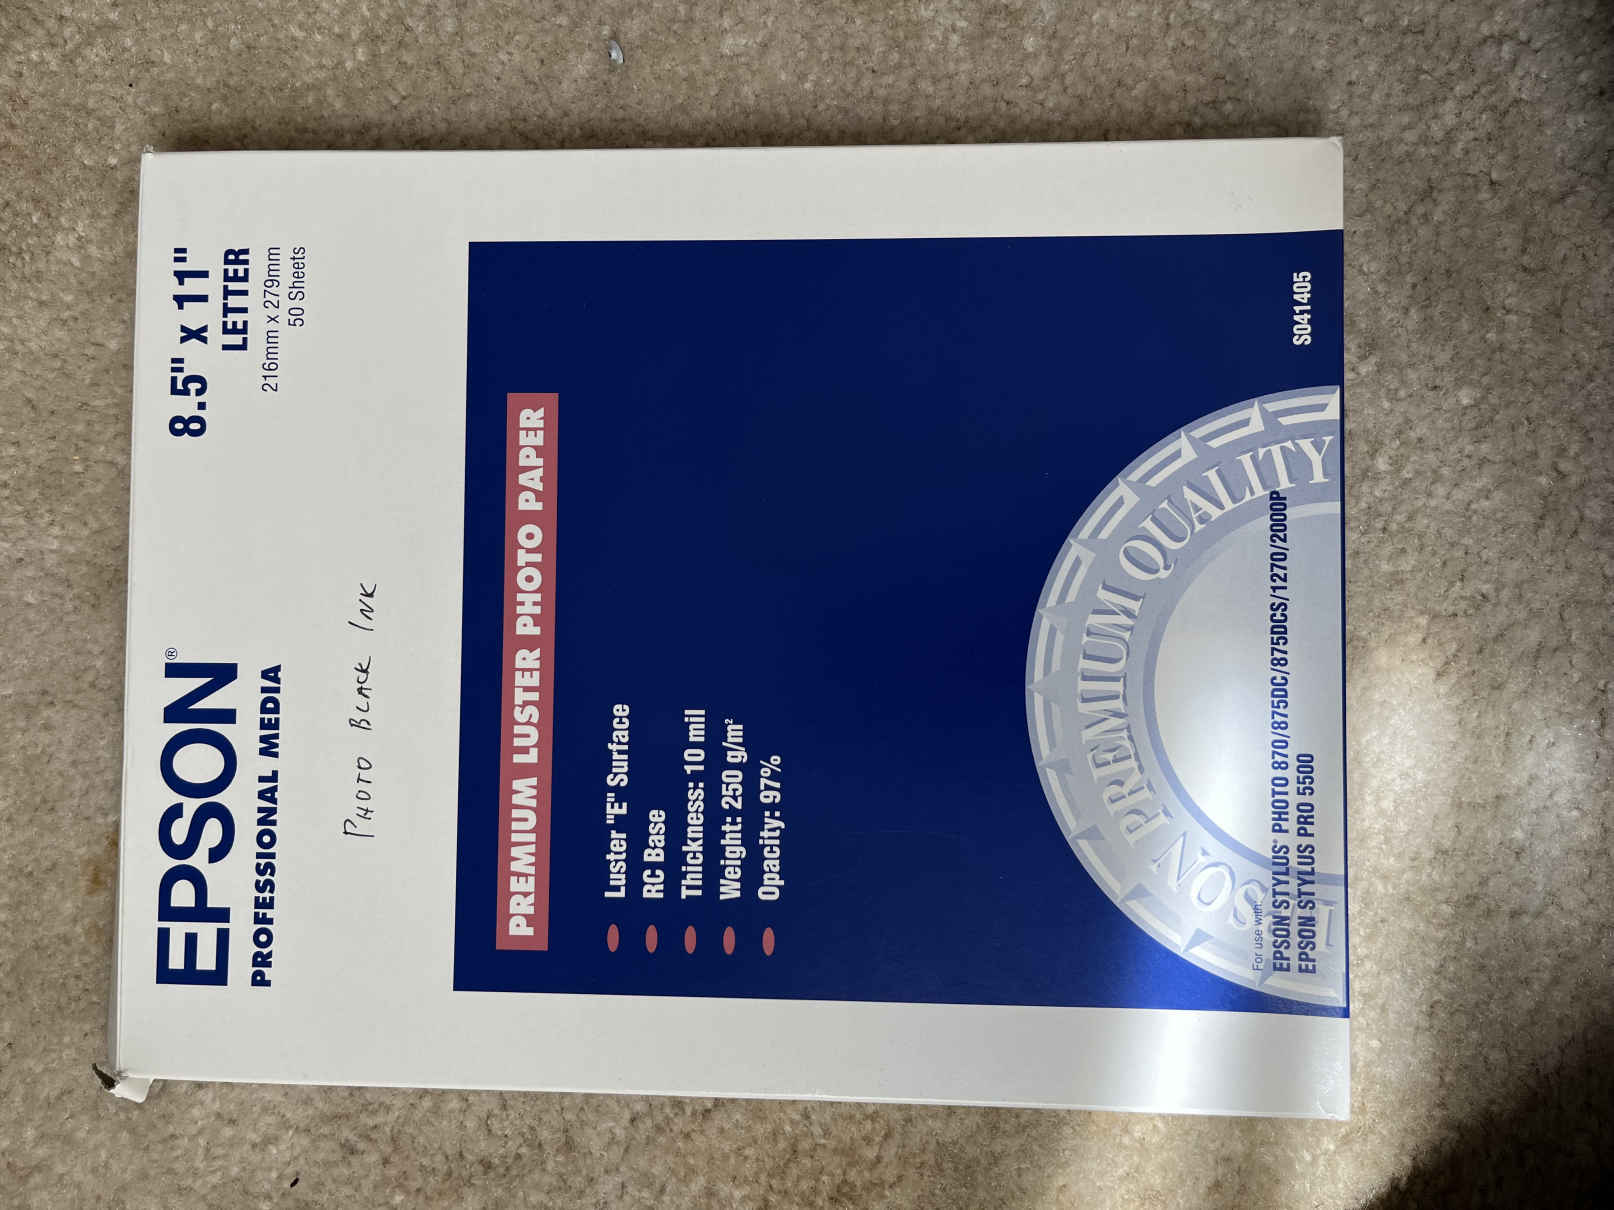 EPSON®
PROFESSIONAL MEDIA
8.5" x 11"
LETTER
216mm x 279mm
50 Sheets
PHOTO BLACK INK
PREMIUM LUSTER PHOTO PAPER
Luster "E" Surface
RC Base
Thickness: 10 mil
Weight: 250 g/m²
Opacity: 97%
EPSON PREMIUM QUALITY
For use with:
EPSON STYLUS® PHOTO 870/875DC/875DCS/1270/2000P
EPSON STYLUS PRO 5500
S041405